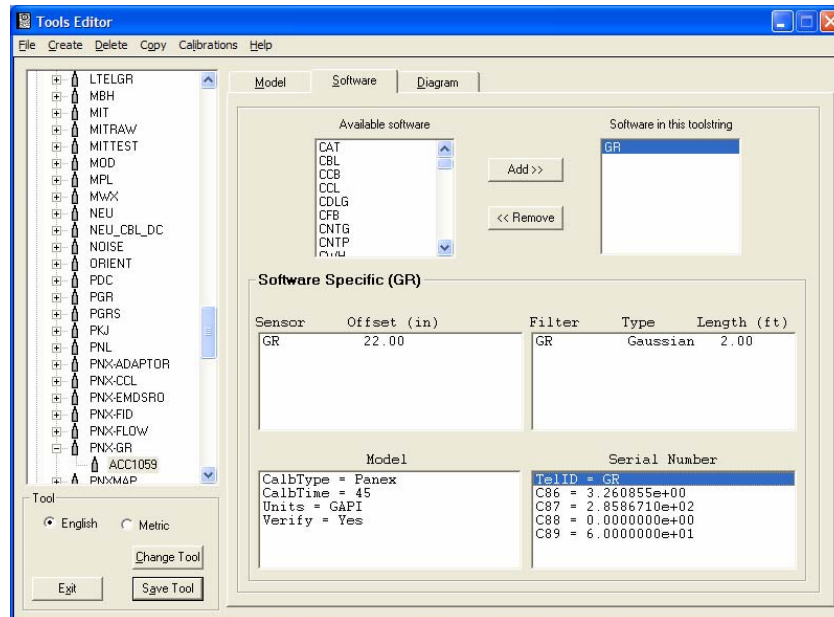 Tools Editor
File Create Delete Copy Calibrations Help
LTELGR
MBH
MIT
MITRAW
MITTEST
MOD
MPL
MWX
NEU
NEU_CBL_DC
NOISE
ORIENT
PDC
PGR
PGRS
PKJ
PNL
PNX-ADAPTOR
PNX-CCL
PNX-EMDSRO
PNX-FID
PNX-FLOW
PNX-GR
ACC1059
PNXMAP
Tool
English Metric
Change Tool
Exit Save Tool
Model Software Diagram
Available software
CAT
CBL
CCB
CCL
CDLG
CFB
CNTG
CNTP
Add >>
<< Remove
Software in this toolstring
GR
Software Specific (GR)
Sensor Offset (in)
GR 22.00
Filter Type Length (ft)
GR Gaussian 2.00
Model
CalbType = Panex
CalbTime = 45
Units = GAPI
Verify = Yes
Serial Number
TelID = GR
C86 = 3.260855e+00
C87 = 2.8586710e+02
C88 = 0.0000000e+00
C89 = 6.0000000e+01